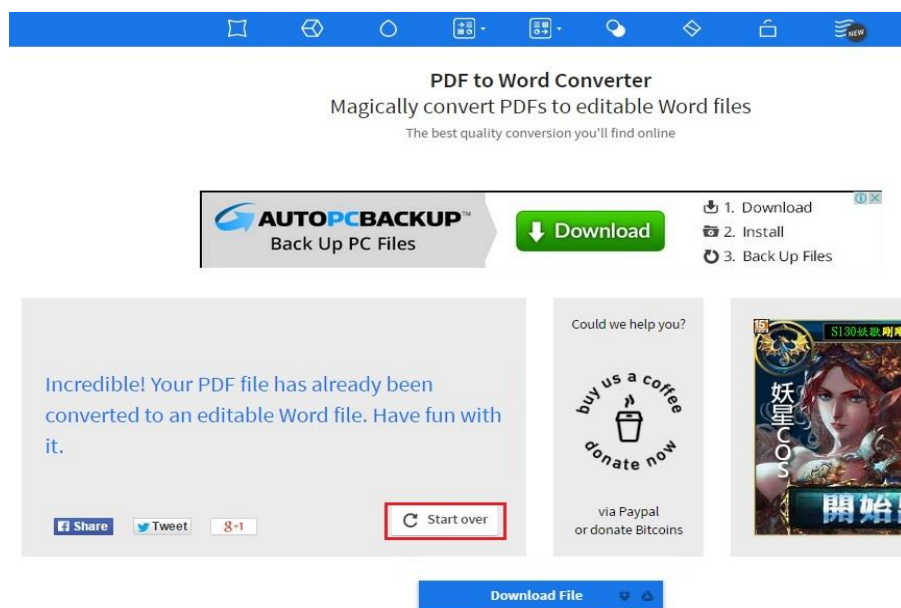 NEW
PDF to Word Converter
Magically convert PDFs to editable Word files
The best quality conversion you'll find online
AUTOPCBACKUP™
Back Up PC Files
Download
1. Download
2. Install
3. Back Up Files
Incredible! Your PDF file has already been
converted to an editable Word file. Have fun with
it.
Share
Tweet
g+1
Start over
Could we help you?
buy us a coffee
donate now
via Paypal
or donate Bitcoins
15
S130
妖星COS
開始
Download File